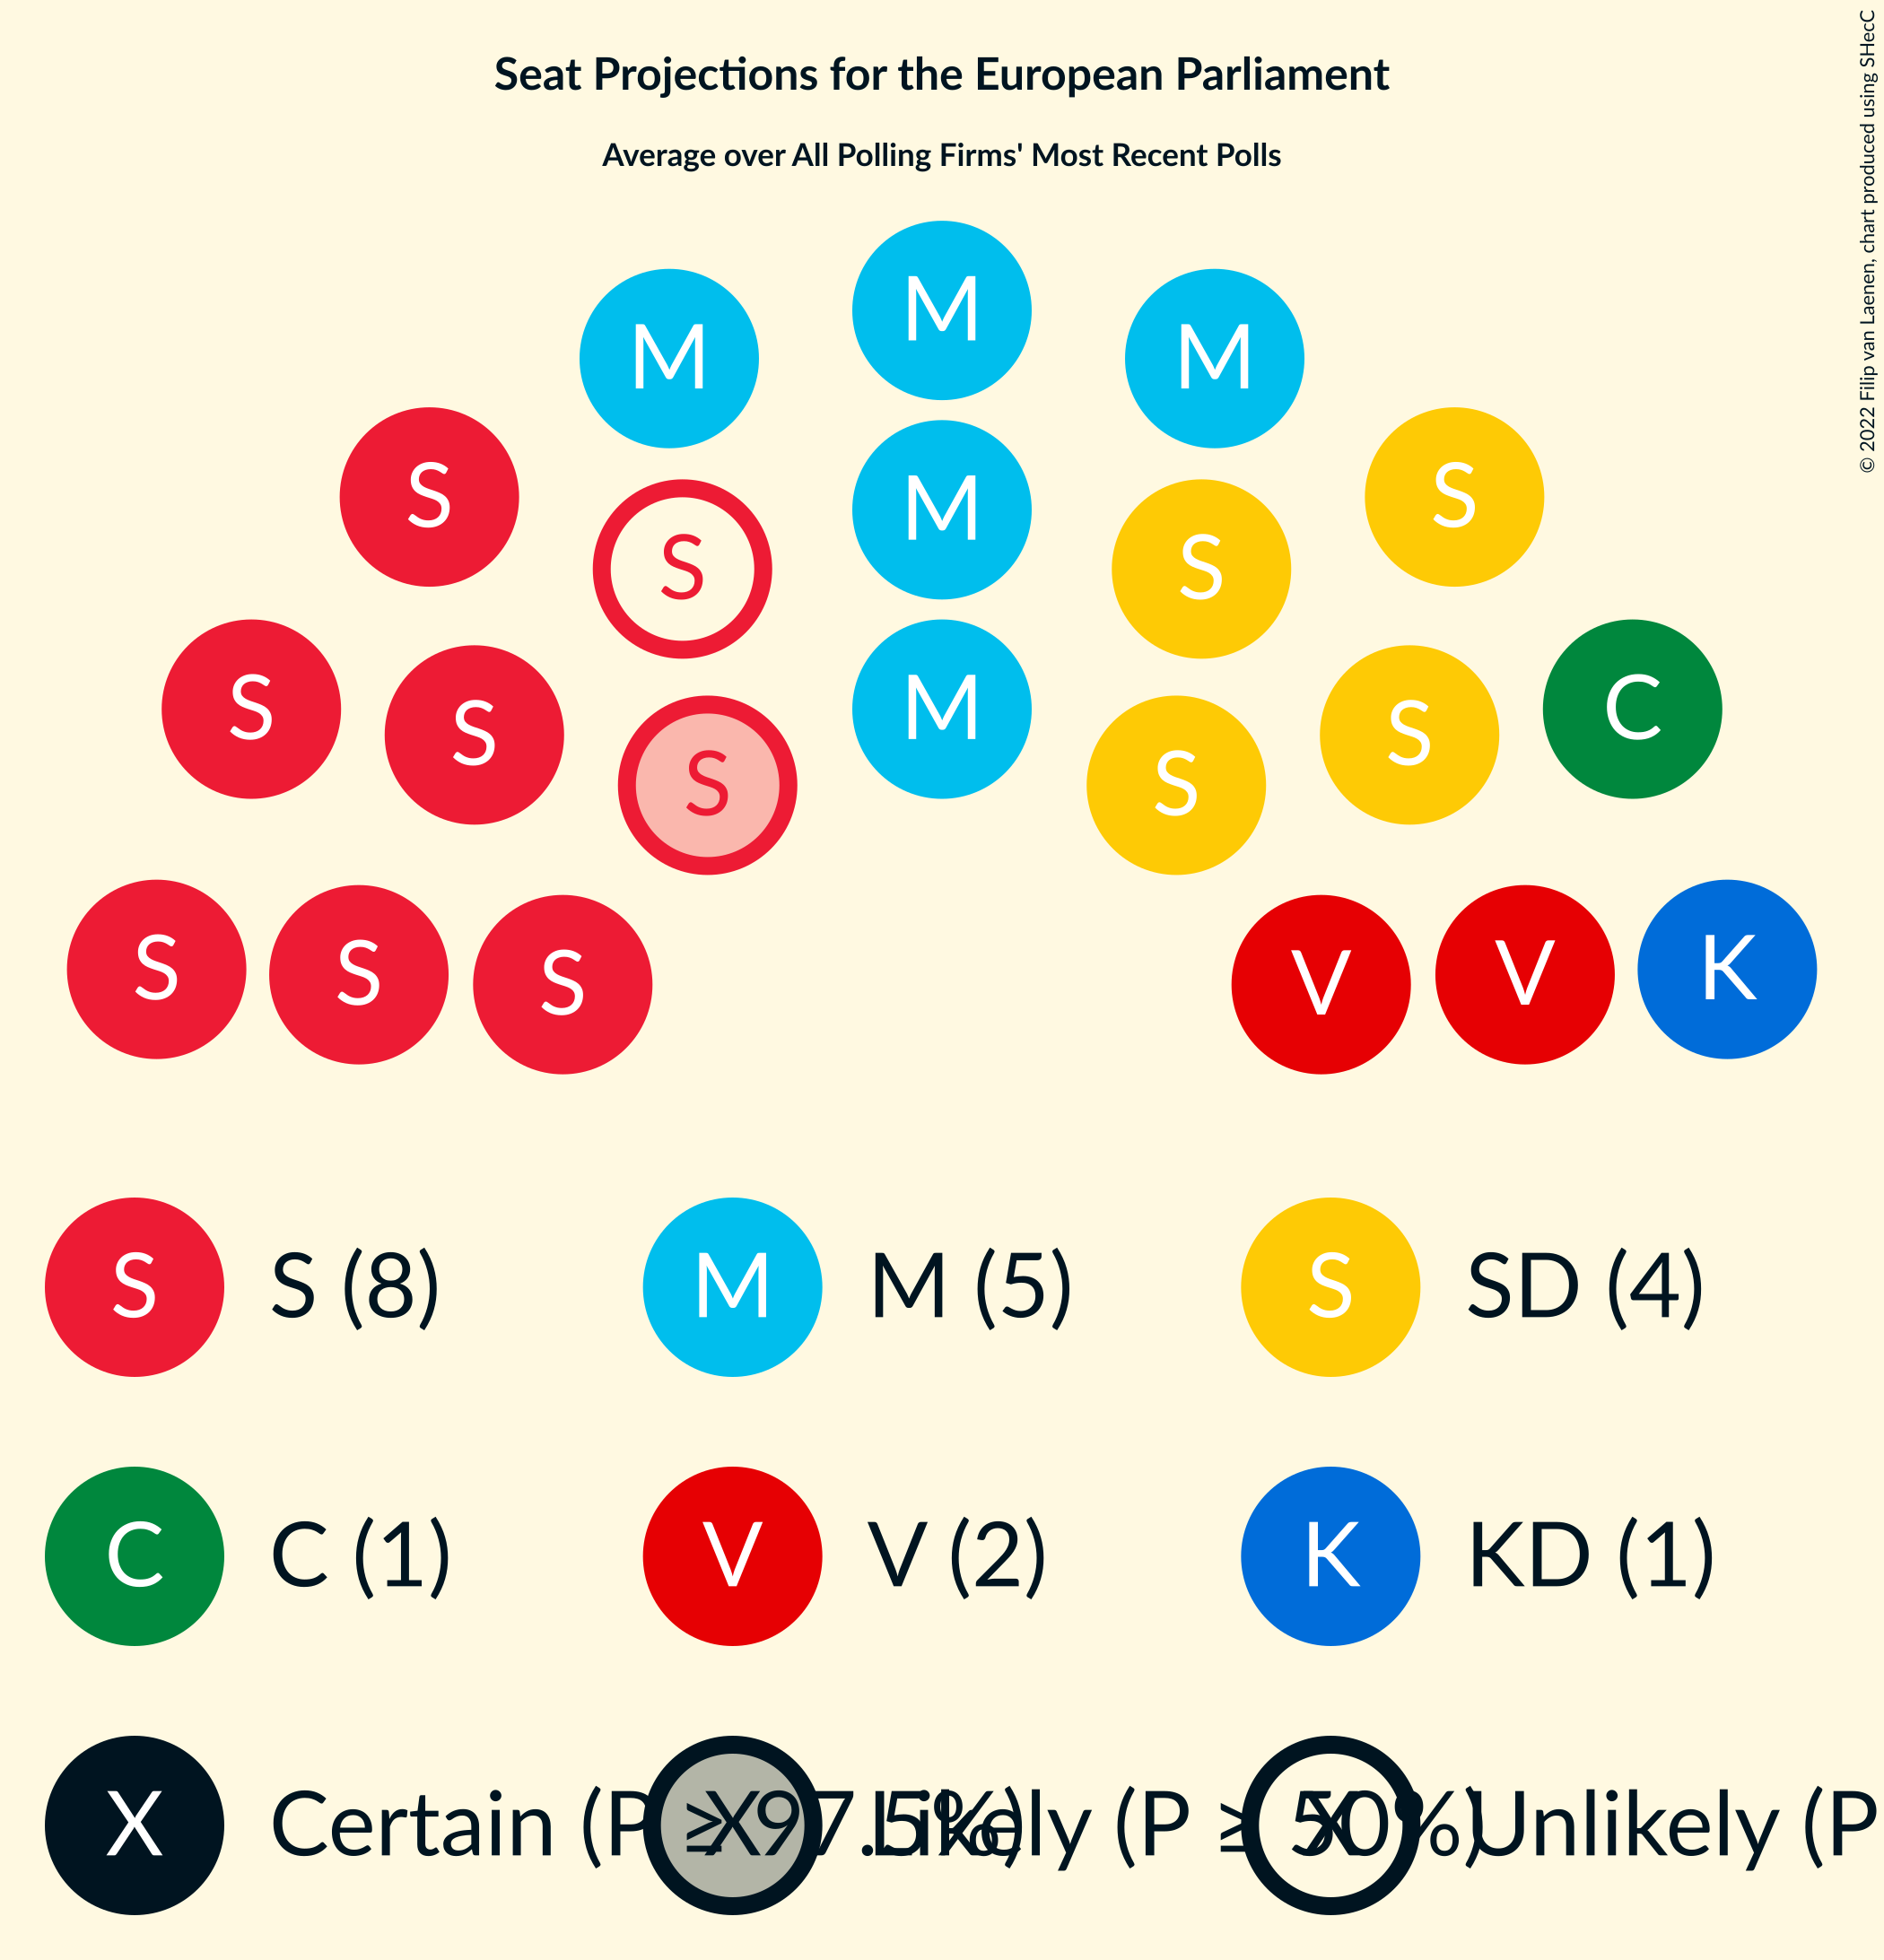 Seat Projections for the European Parliament
Average over All Polling Firms' Most Recent Polls
© 2022 Filip van Laenen, chart produced using SHecC
M
M M
S M S
S S
S S M S C
S S
S S S V V K
S S (8) M M (5) S SD (4)
C C (1) V V (2) K KD (1)
X Certain (P ≥ 97.5%) X Likely (P ≥ 50%) X Unlikely (P